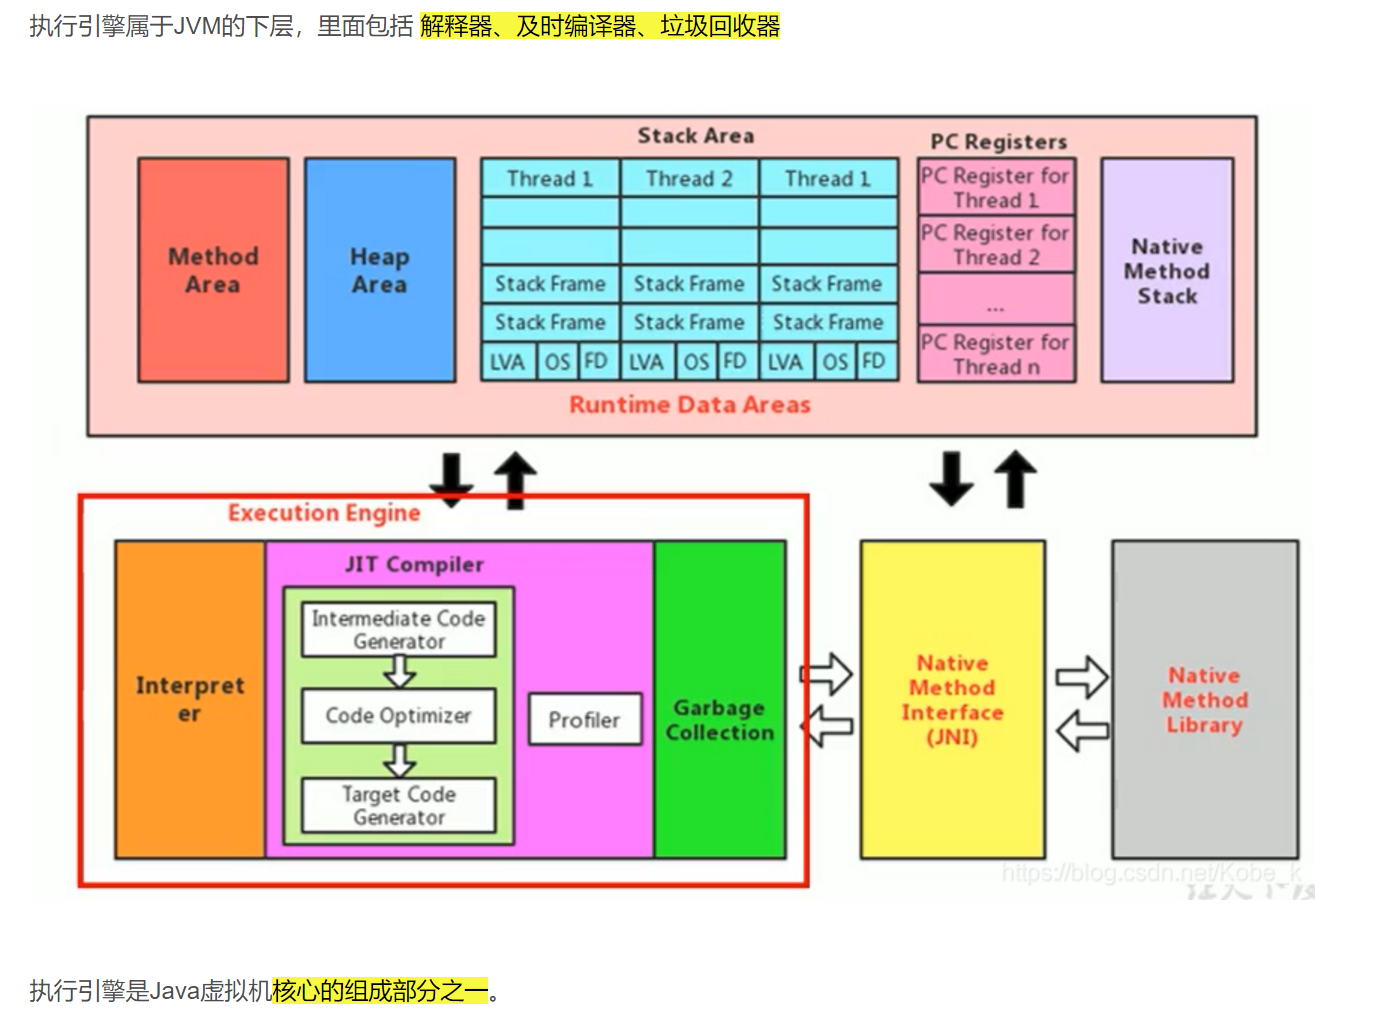 执行引擎属于JVM的下层，里面包括 解释器、及时编译器、垃圾回收器
Stack Area
PC Registers
Method
Area
Heap
Area
Thread 1
Thread 2
Thread 1
Stack Frame
Stack Frame
Stack Frame
Stack Frame
Stack Frame
Stack Frame
LVA
OS
FD
LVA
OS
FD
LVA
OS
FD
PC Register for
Thread 1
PC Register for
Thread 2
...
PC Register for
Thread n
Native
Method
Stack
Runtime Data Areas
Execution Engine
Interpret
er
JIT Compiler
Intermediate Code
Generator
Code Optimizer
Target Code
Generator
Profiler
Garbage
Collection
Native
Method
Interface
(JNI)
Native
Method
Library
https://blog.csdn.net/Kobe_k
执行引擎是Java虚拟机核心的组成部分之一。